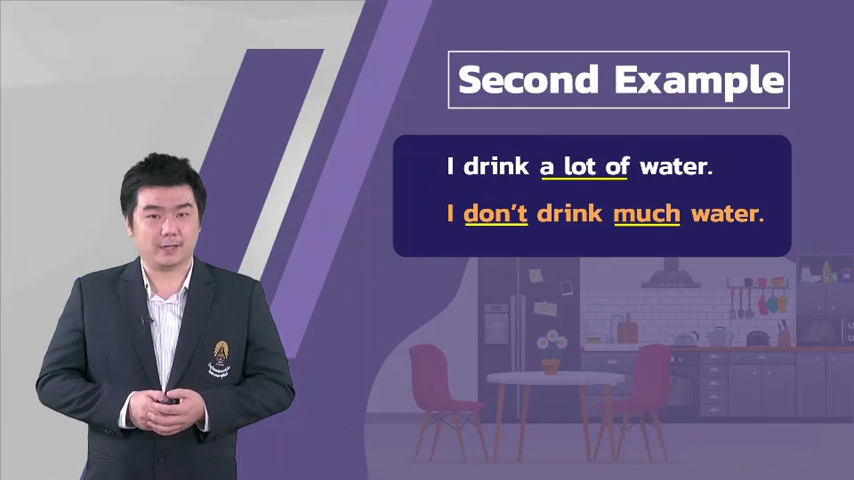 Second Example
I drink a lot of water.
I don't drink much water.